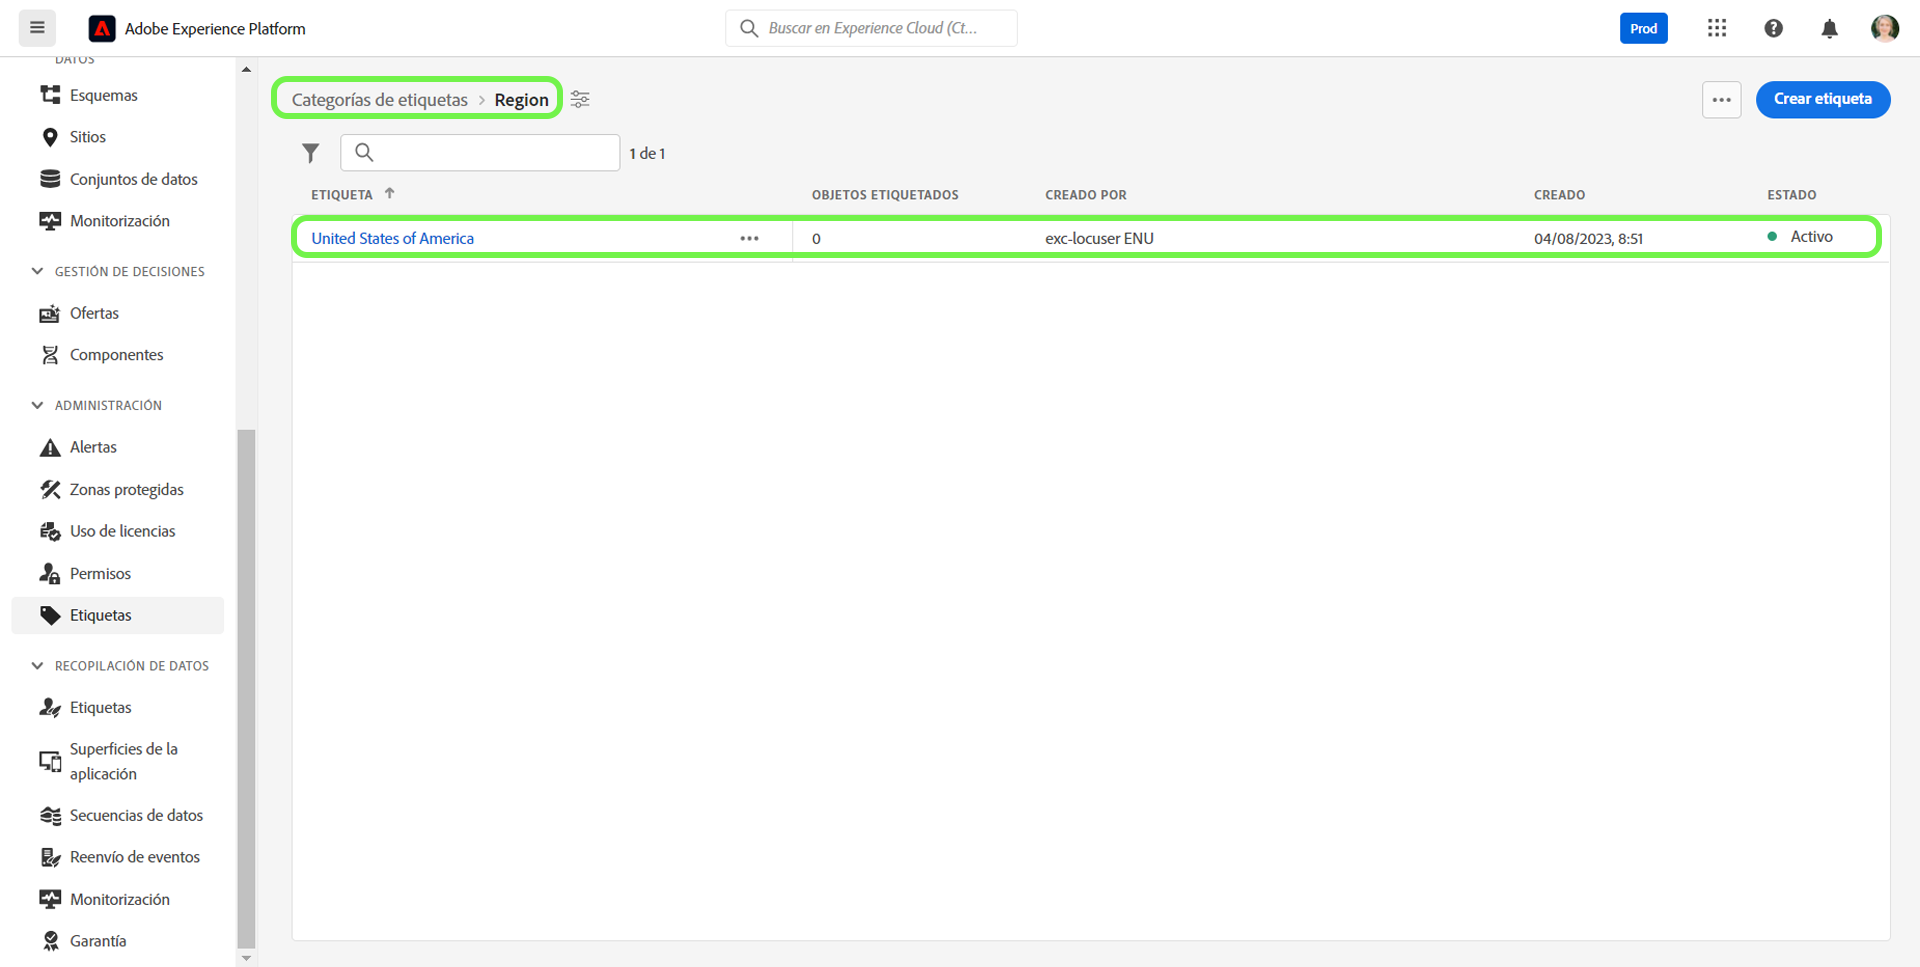 Adobe Experience Platform
Buscar en Experience Cloud (Ct...
Prod
DATOS
Esquemas
Sitios
Conjuntos de datos
Monitorización
GESTIÓN DE DECISIONES
Ofertas
Componentes
ADMINISTRACIÓN
Alertas
Zonas protegidas
Uso de licencias
Permisos
Etiquetas
RECOPILACIÓN DE DATOS
Etiquetas
Superficies de la
aplicación
Secuencias de datos
Reenvío de eventos
Monitorización
Garantía
Categorías de etiquetas > Region
Crear etiqueta
1 de 1
ETIQUETA OBJETOS ETIQUETADOS CREADO POR CREADO ESTADO
United States of America 0 exc-locuser ENU 04/08/2023, 8:51 Activo